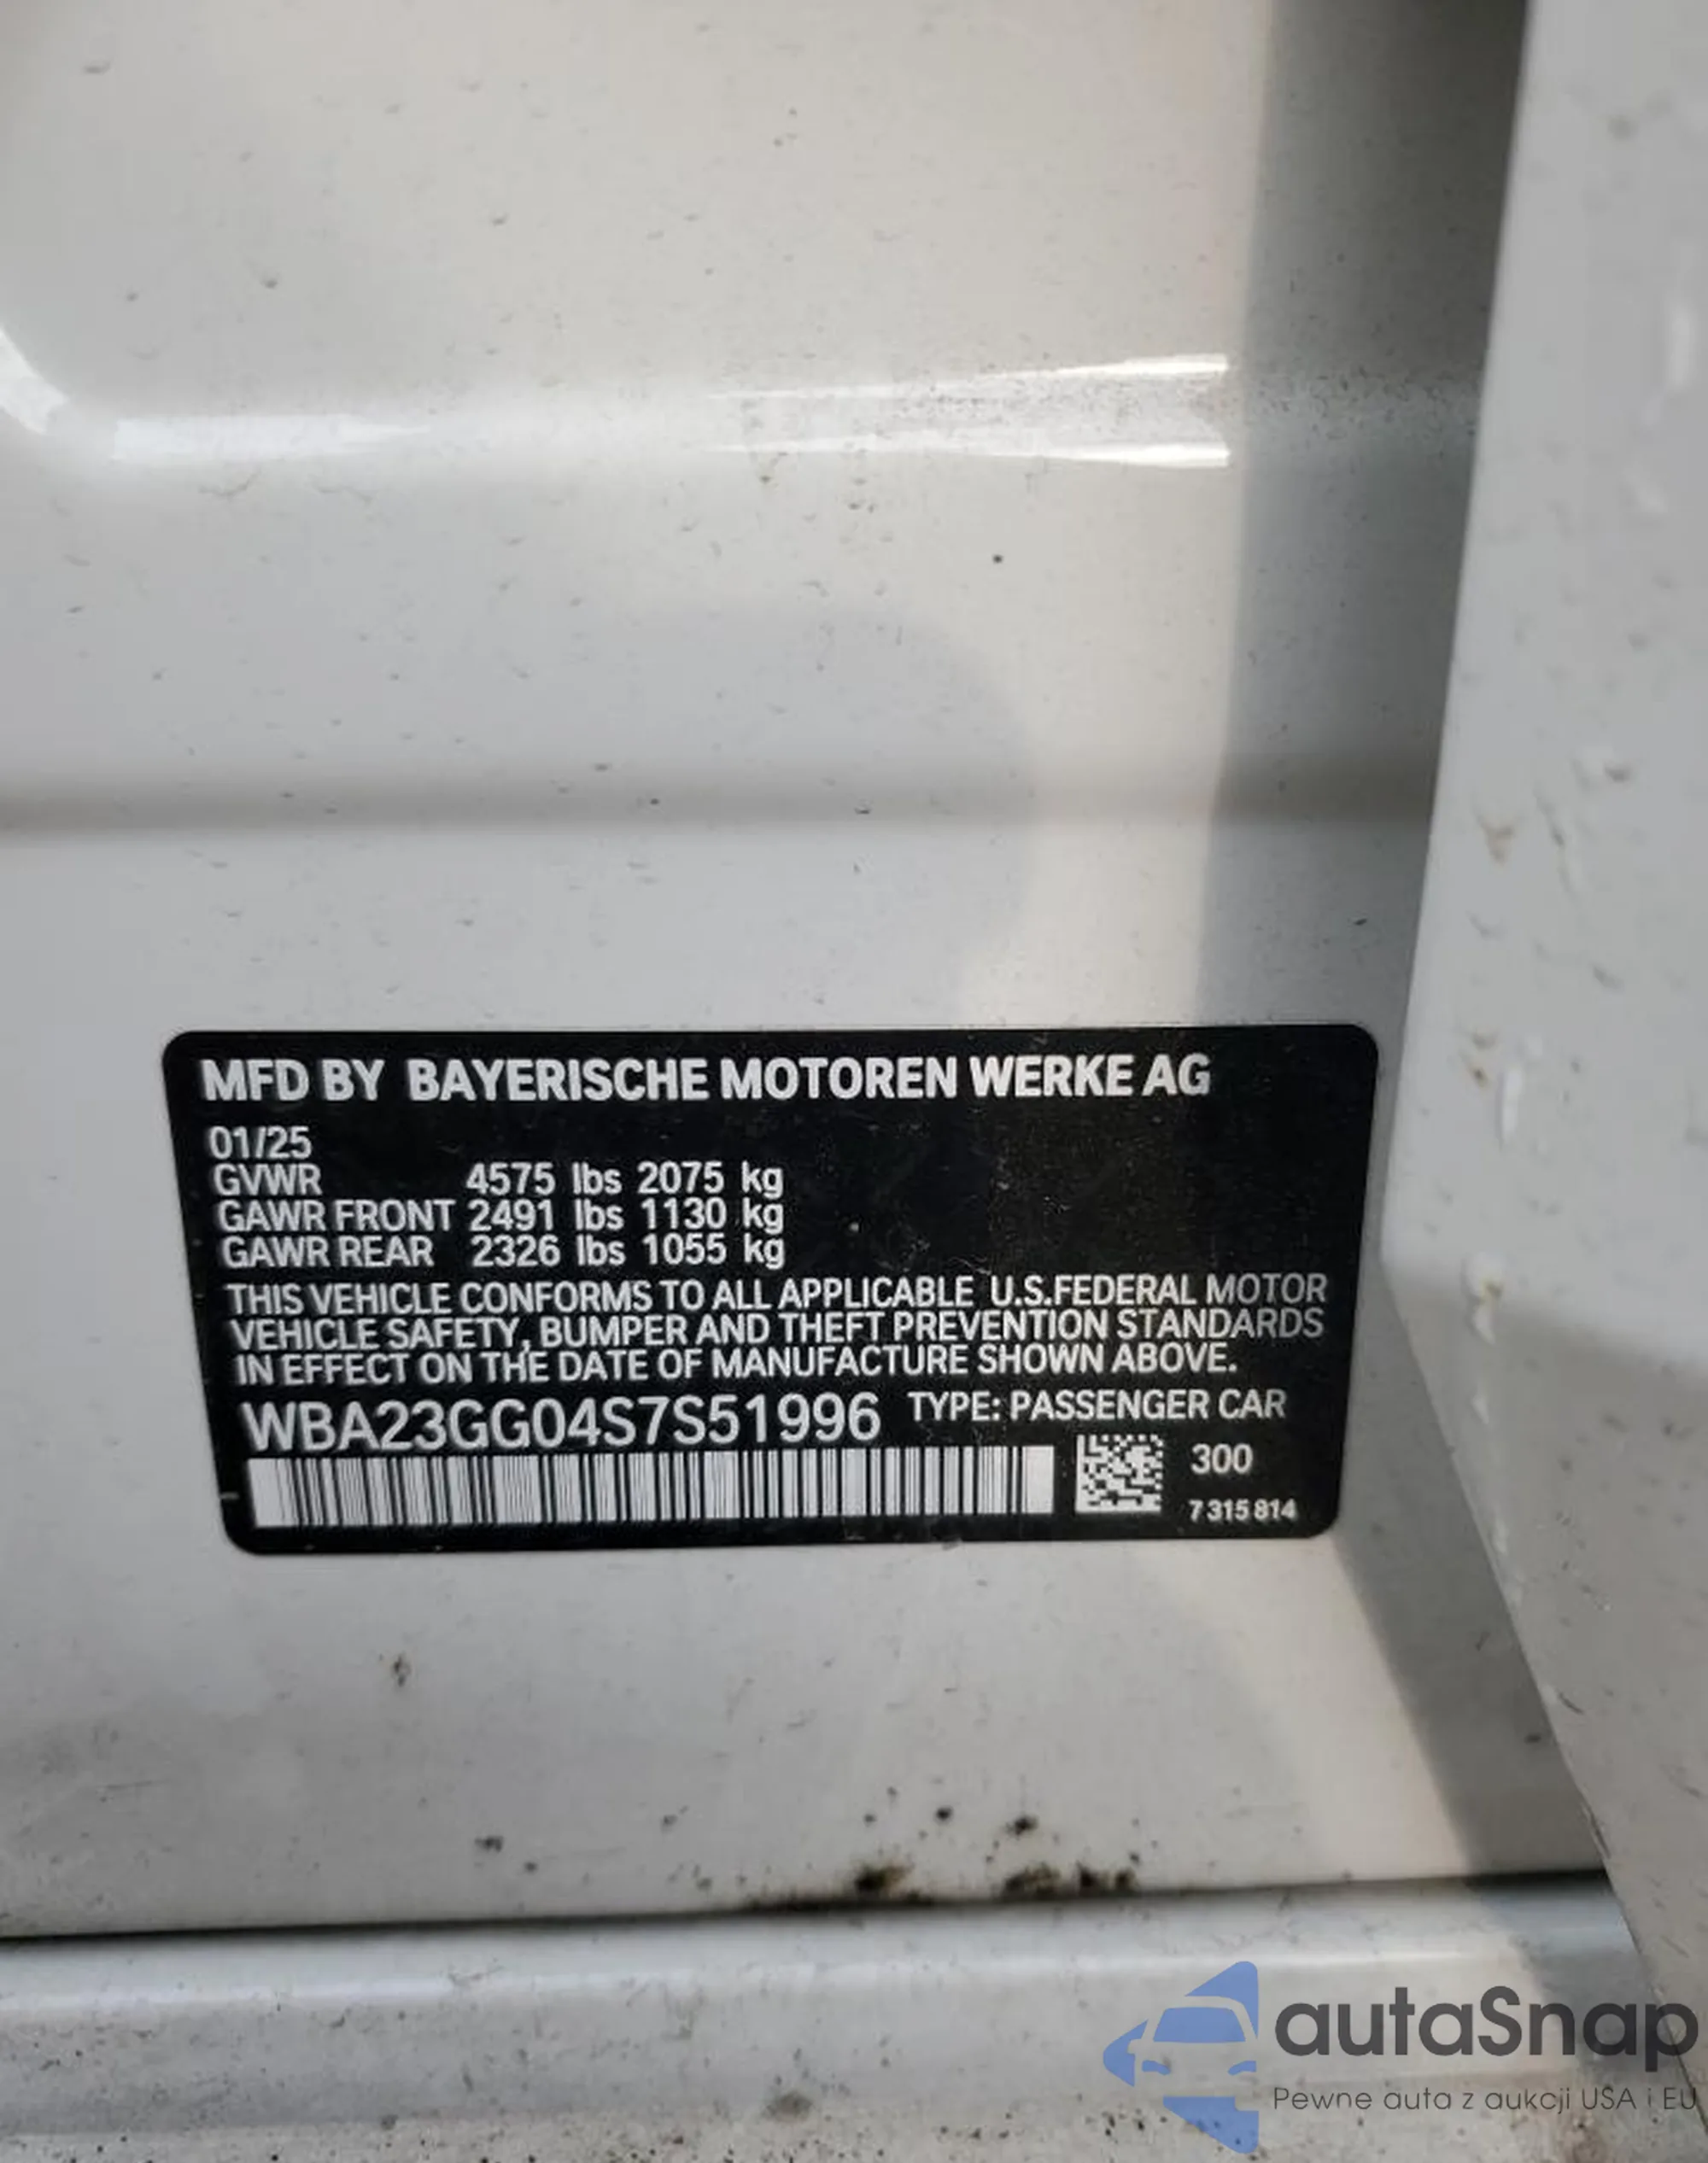 MFD BY BAYERISCHE MOTOREN WERKE AG
01/25
GVWR 4575 lbs 2075 kg
GAWR FRONT 2491 lbs 1130 kg
GAWR REAR 2326 lbs 1055 kg
THIS VEHICLE CONFORMS TO ALL APPLICABLE U.S.FEDERAL MOTOR
VEHICLE SAFETY, BUMPER AND THEFT PREVENTION STANDARDS
IN EFFECT ON THE DATE OF MANUFACTURE SHOWN ABOVE.
WBA23GG04S7S51996 TYPE: PASSENGER CAR
300
7 315 814
autaSnap
Pewne auta z aukcji USA i EU